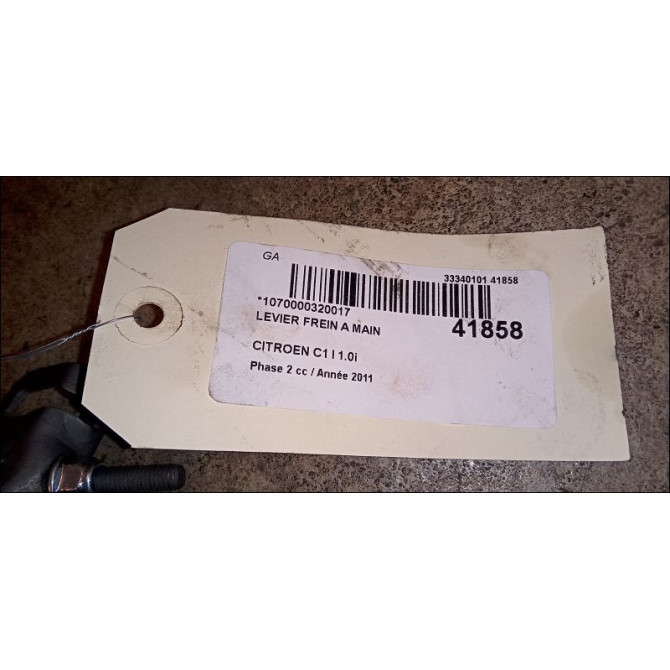 GA
33340101 41858
*1070000320017
LEVIER FREIN A MAIN
41858
CITROEN C1 I 1.0i
Phase 2 cc / Année 2011